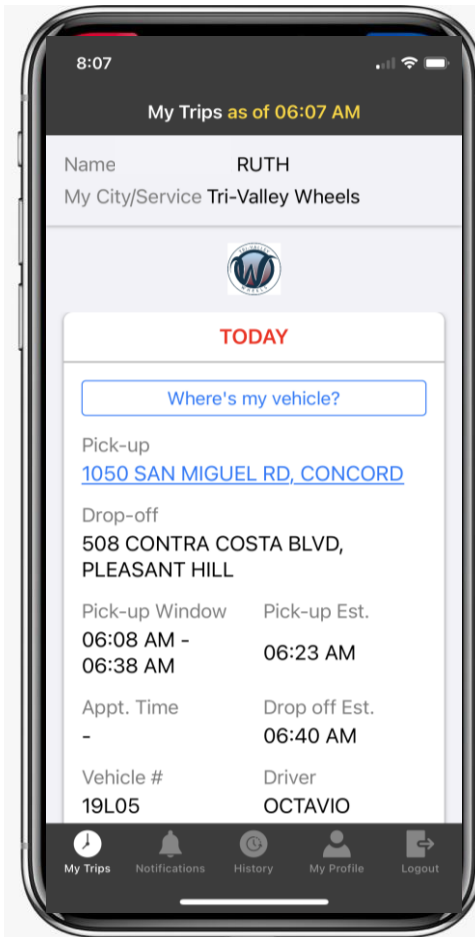 8:07
My Trips as of 06:07 AM
Name RUTH
My City/Service Tri-Valley Wheels
TRI-VALLEY
W
WHEELS
TODAY
Where's my vehicle?
Pick-up
1050 SAN MIGUEL RD, CONCORD
Drop-off
508 CONTRA COSTA BLVD,
PLEASANT HILL
Pick-up Window Pick-up Est.
06:08 AM -
06:38 AM
06:23 AM
Appt. Time Drop off Est.
- 06:40 AM
Vehicle # Driver
19L05 OCTAVIO
My Trips Notifications History My Profile Logout